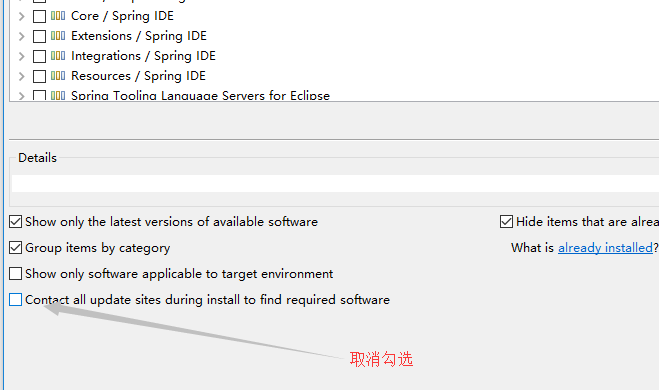 Core / Spring IDE
Extensions / Spring IDE
Integrations / Spring IDE
Resources / Spring IDE
Spring Tooling Language Servers for Eclipse
Details
Show only the latest versions of available software
Hide items that are alrea
Group items by category
What is already installed?
Show only software applicable to target environment
Contact all update sites during install to find required software
取消勾选